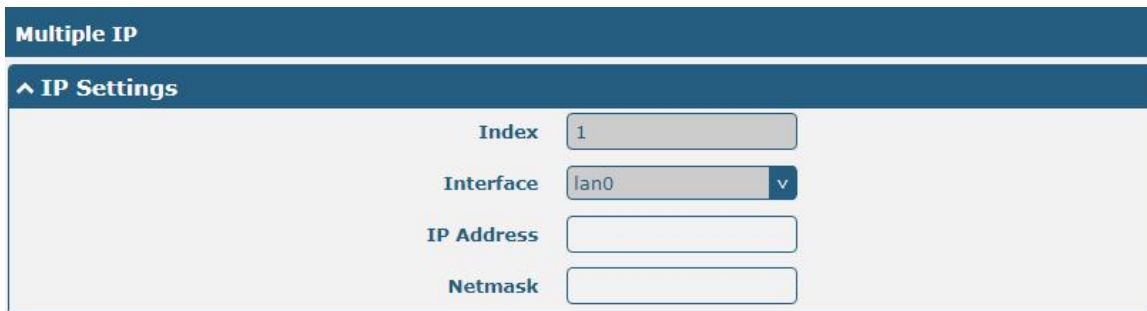 Multiple IP
IP Settings
Index 1
Interface lan0 v
IP Address
Netmask